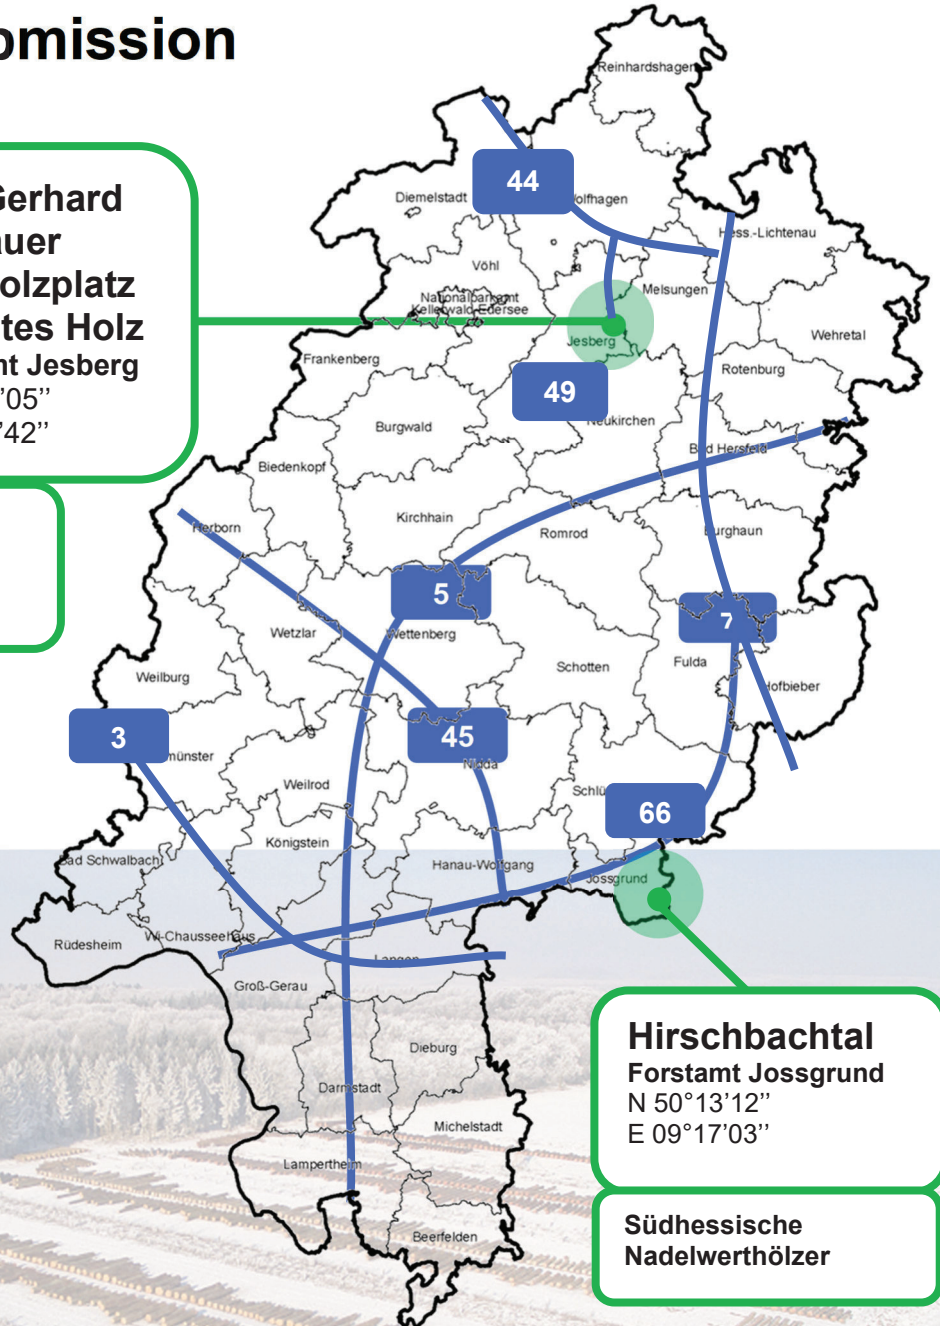 bmission
Gerhard
auer
olzplatz
tes Holz
nt Jesberg
'05''
'42''
Reinhardshagen
44
Diemelstadt
olfhagen
Hess.-Lichtenau
Vöhl
Melsungen
Nationalparkamt
Kellerwald-Edersee
Jesberg
Wehretal
Frankenberg
Rotenburg
49
Neukirchen
Burgwald
Bad Hersfeld
Biedenkopf
Kirchhain
Herborn
Romrod
Burghaun
5
7
Wetzlar
Wettenberg
Schotten
Fulda
Weilburg
Hofbieber
3
münster
45
Nidda
Weilrod
Schlü
66
Königstein
Bad Schwalbach
Hanau-Wolfgang
Jossgrund
Rüdesheim
Wi-Chausseehaus
Langen
Groß-Gerau
Dieburg
Darmstadt
Michelstadt
Lampertheim
Beerfelden
Hirschbachtal
Forstamt Jossgrund
N 50°13'12''
E 09°17'03''
Südhessische
Nadelwerthölzer